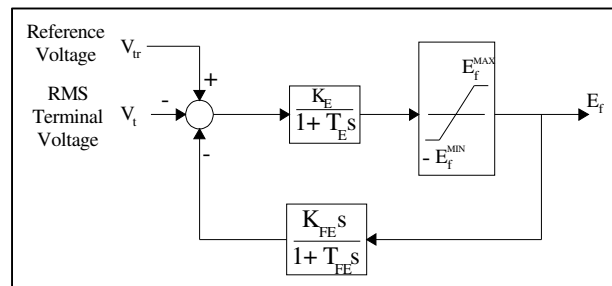 Reference
Voltage
V_tr
RMS
Terminal
Voltage
V_t
-
+
-
K_E
1+ T_E s
E_f^MAX
- E_f^MIN
E_f
K_FE s
1+ T_FE s